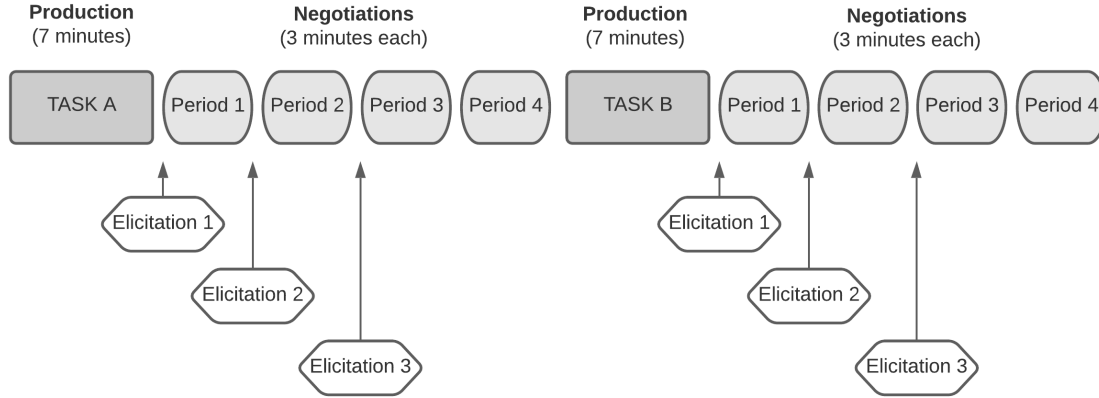 Production
(7 minutes)
Negotiations
(3 minutes each)
Production
(7 minutes)
Negotiations
(3 minutes each)
TASK A
Period 1
Period 2
Period 3
Period 4
TASK B
Period 1
Period 2
Period 3
Period 4
Elicitation 1
Elicitation 1
Elicitation 2
Elicitation 2
Elicitation 3
Elicitation 3